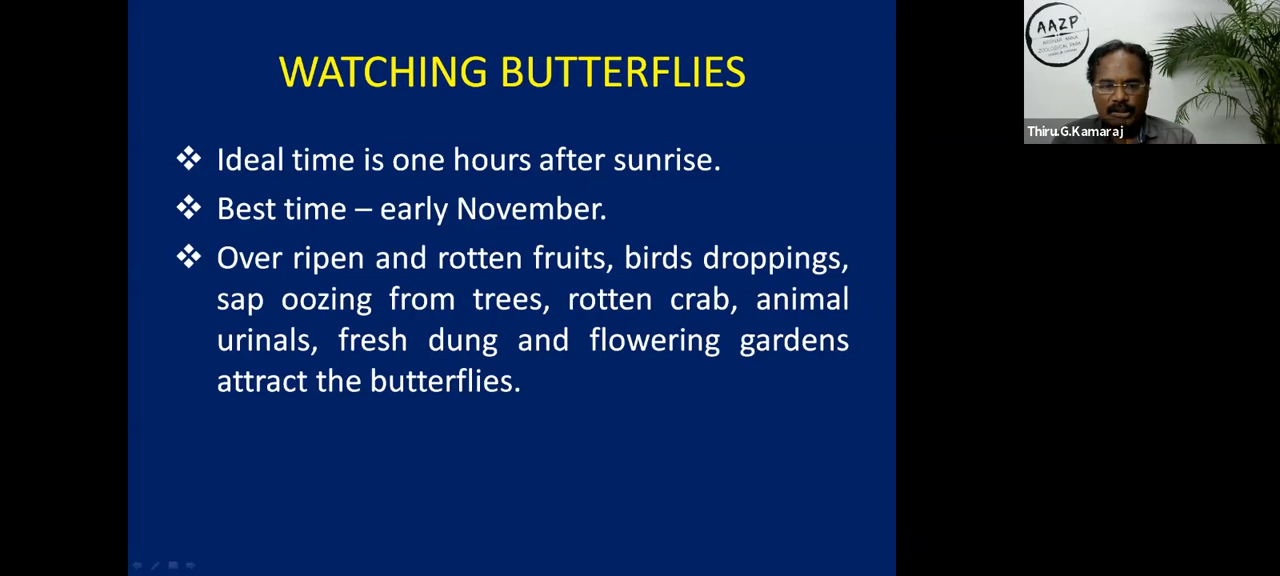 WATCHING BUTTERFLIES
❖ Ideal time is one hours after sunrise.
❖ Best time – early November.
❖ Over ripen and rotten fruits, birds droppings,
sap oozing from trees, rotten crab, animal
urinals, fresh dung and flowering gardens
attract the butterflies.
AAZP
ZOOLOGICAL PARK
Thiru.G.Kamaraj